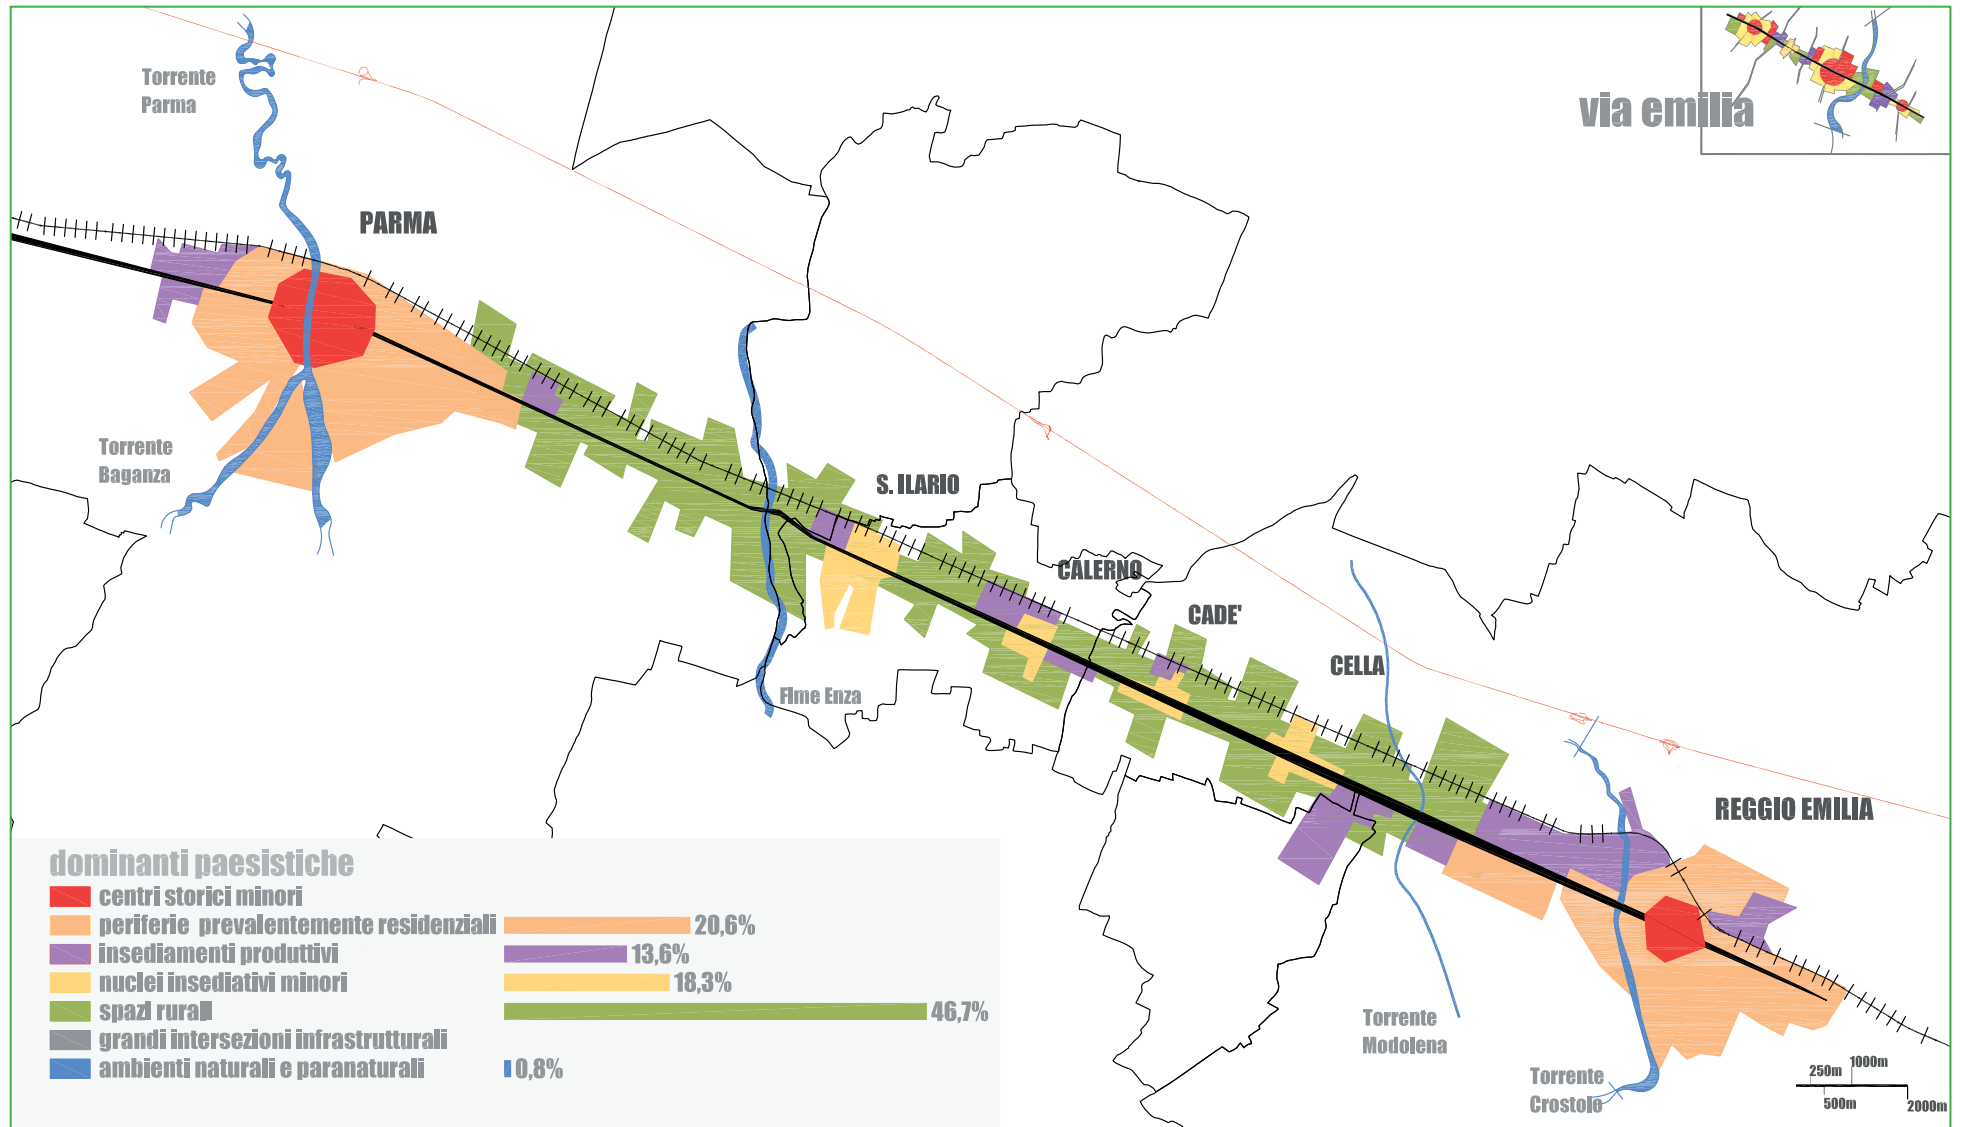 via emilia
Torrente
Parma
PARMA
Torrente
Baganza
S. ILARIO
CALERNO
CADE'
CELLA
FIme Enza
REGGIO EMILIA
dominanti paesistiche
centri storici minori
periferie prevalentemente residenziali 20,6%
insediamenti produttivi 13,6%
nuclei insediativi minori 18,3%
spazi rurali 46,7%
grandi intersezioni infrastrutturali
ambienti naturali e paranaturali 0,8%
Torrente
Modolena
Torrente
Crostolo
250m 1000m
500m 2000m